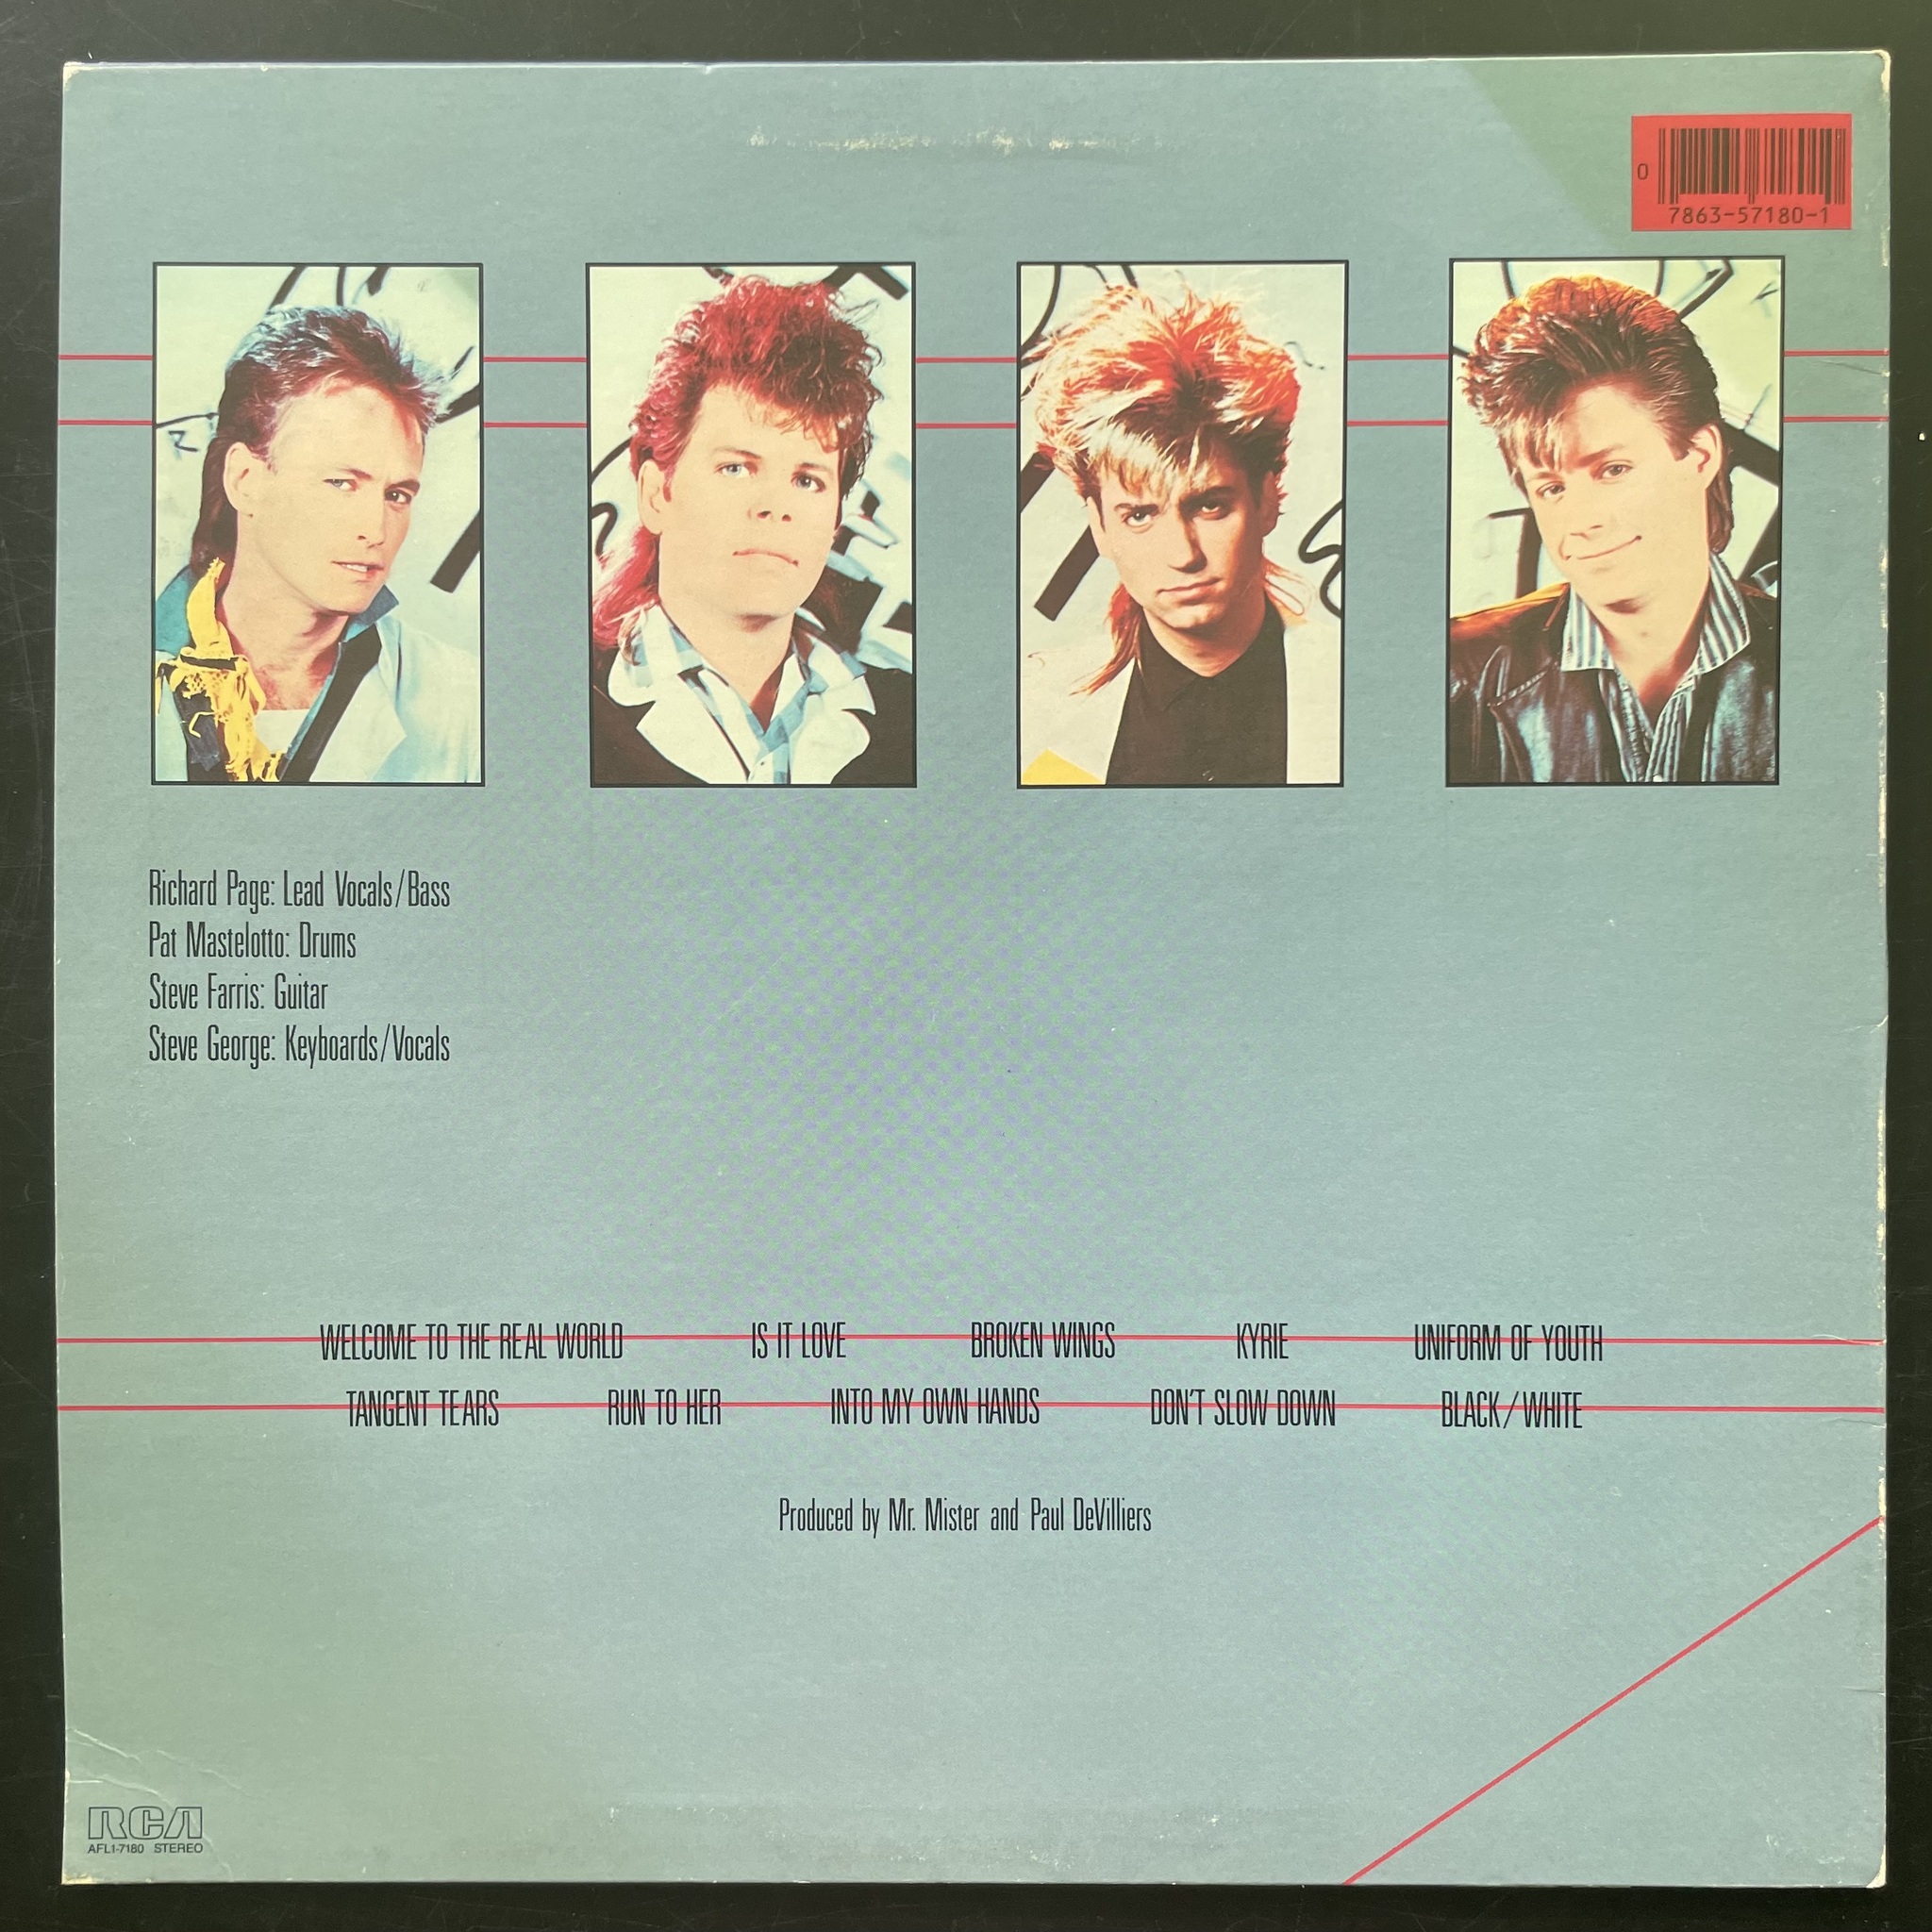 0
7863-57180-1
Richard Page: Lead Vocals/Bass
Pat Mastelotto: Drums
Steve Farris: Guitar
Steve George: Keyboards/Vocals
WELCOME TO THE REAL WORLD IS IT LOVE BROKEN WINGS KYRIE UNIFORM OF YOUTH
TANGENT TEARS RUN TO HER INTO MY OWN HANDS DON'T SLOW DOWN BLACK/WHITE
Produced by Mr. Mister and Paul DeVilliers
RCA
AFL1-7180 STEREO